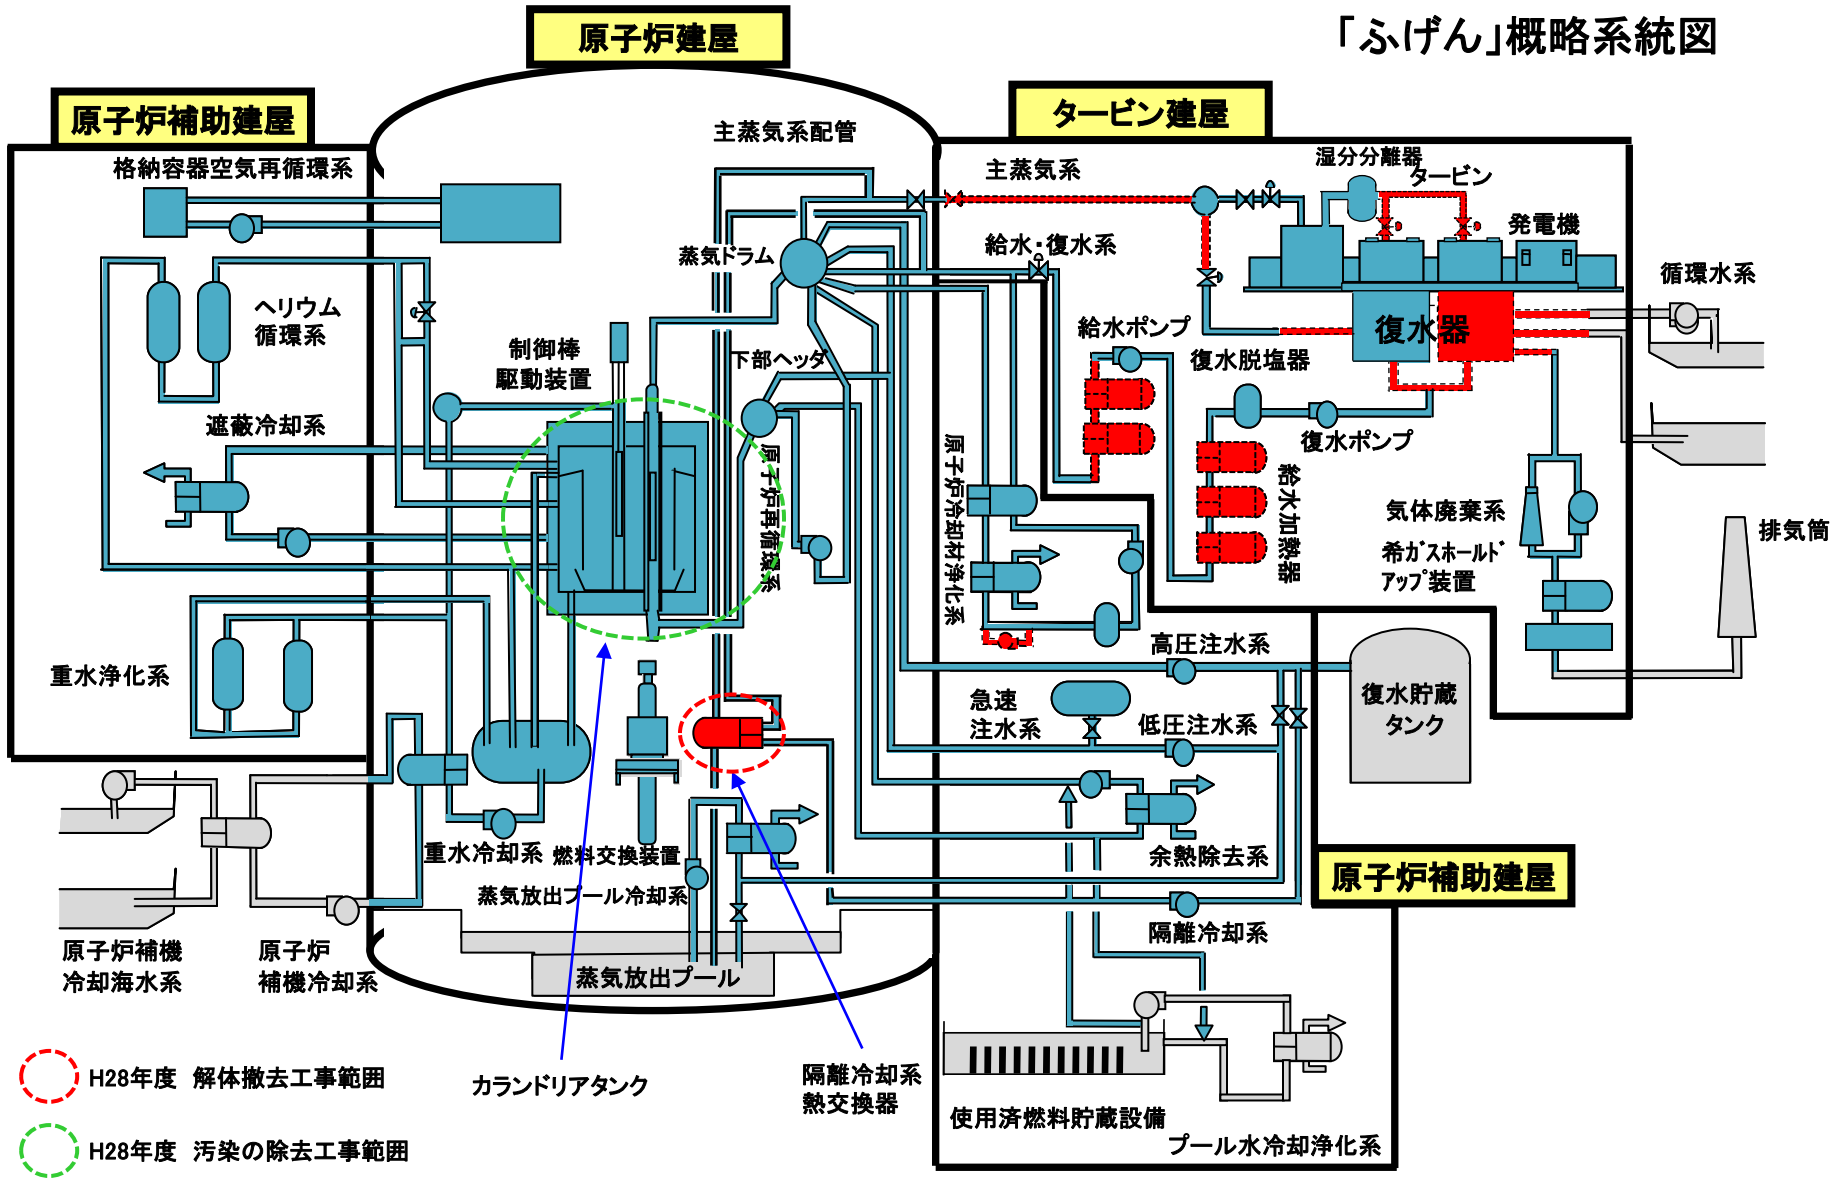 「ふげん」概略系統図
原子炉建屋
原子炉補助建屋
タービン建屋
主蒸気系配管
格納容器空気再循環系
主蒸気系
湿分分離器
タービン
発電機
蒸気ドラム
給水・復水系
循環水系
ヘリウム
循環系
制御棒
駆動装置
下部ヘッダ
給水ポンプ
復水脱塩器
復水器
遮蔽冷却系
復水ポンプ
原子炉再循環系
原子炉冷却材浄化系
給水加熱器
気体廃棄系
希ガスホールド
アップ装置
排気筒
重水浄化系
高圧注水系
急速
注水系
低圧注水系
復水貯蔵
タンク
重水冷却系
燃料交換装置
蒸気放出プール冷却系
余熱除去系
原子炉補助建屋
隔離冷却系
原子炉補機
冷却海水系
原子炉
補機冷却系
蒸気放出プール
カランドリアタンク
隔離冷却系
熱交換器
使用済燃料貯蔵設備
プール水冷却浄化系
H28年度 解体撤去工事範囲
H28年度 汚染の除去工事範囲